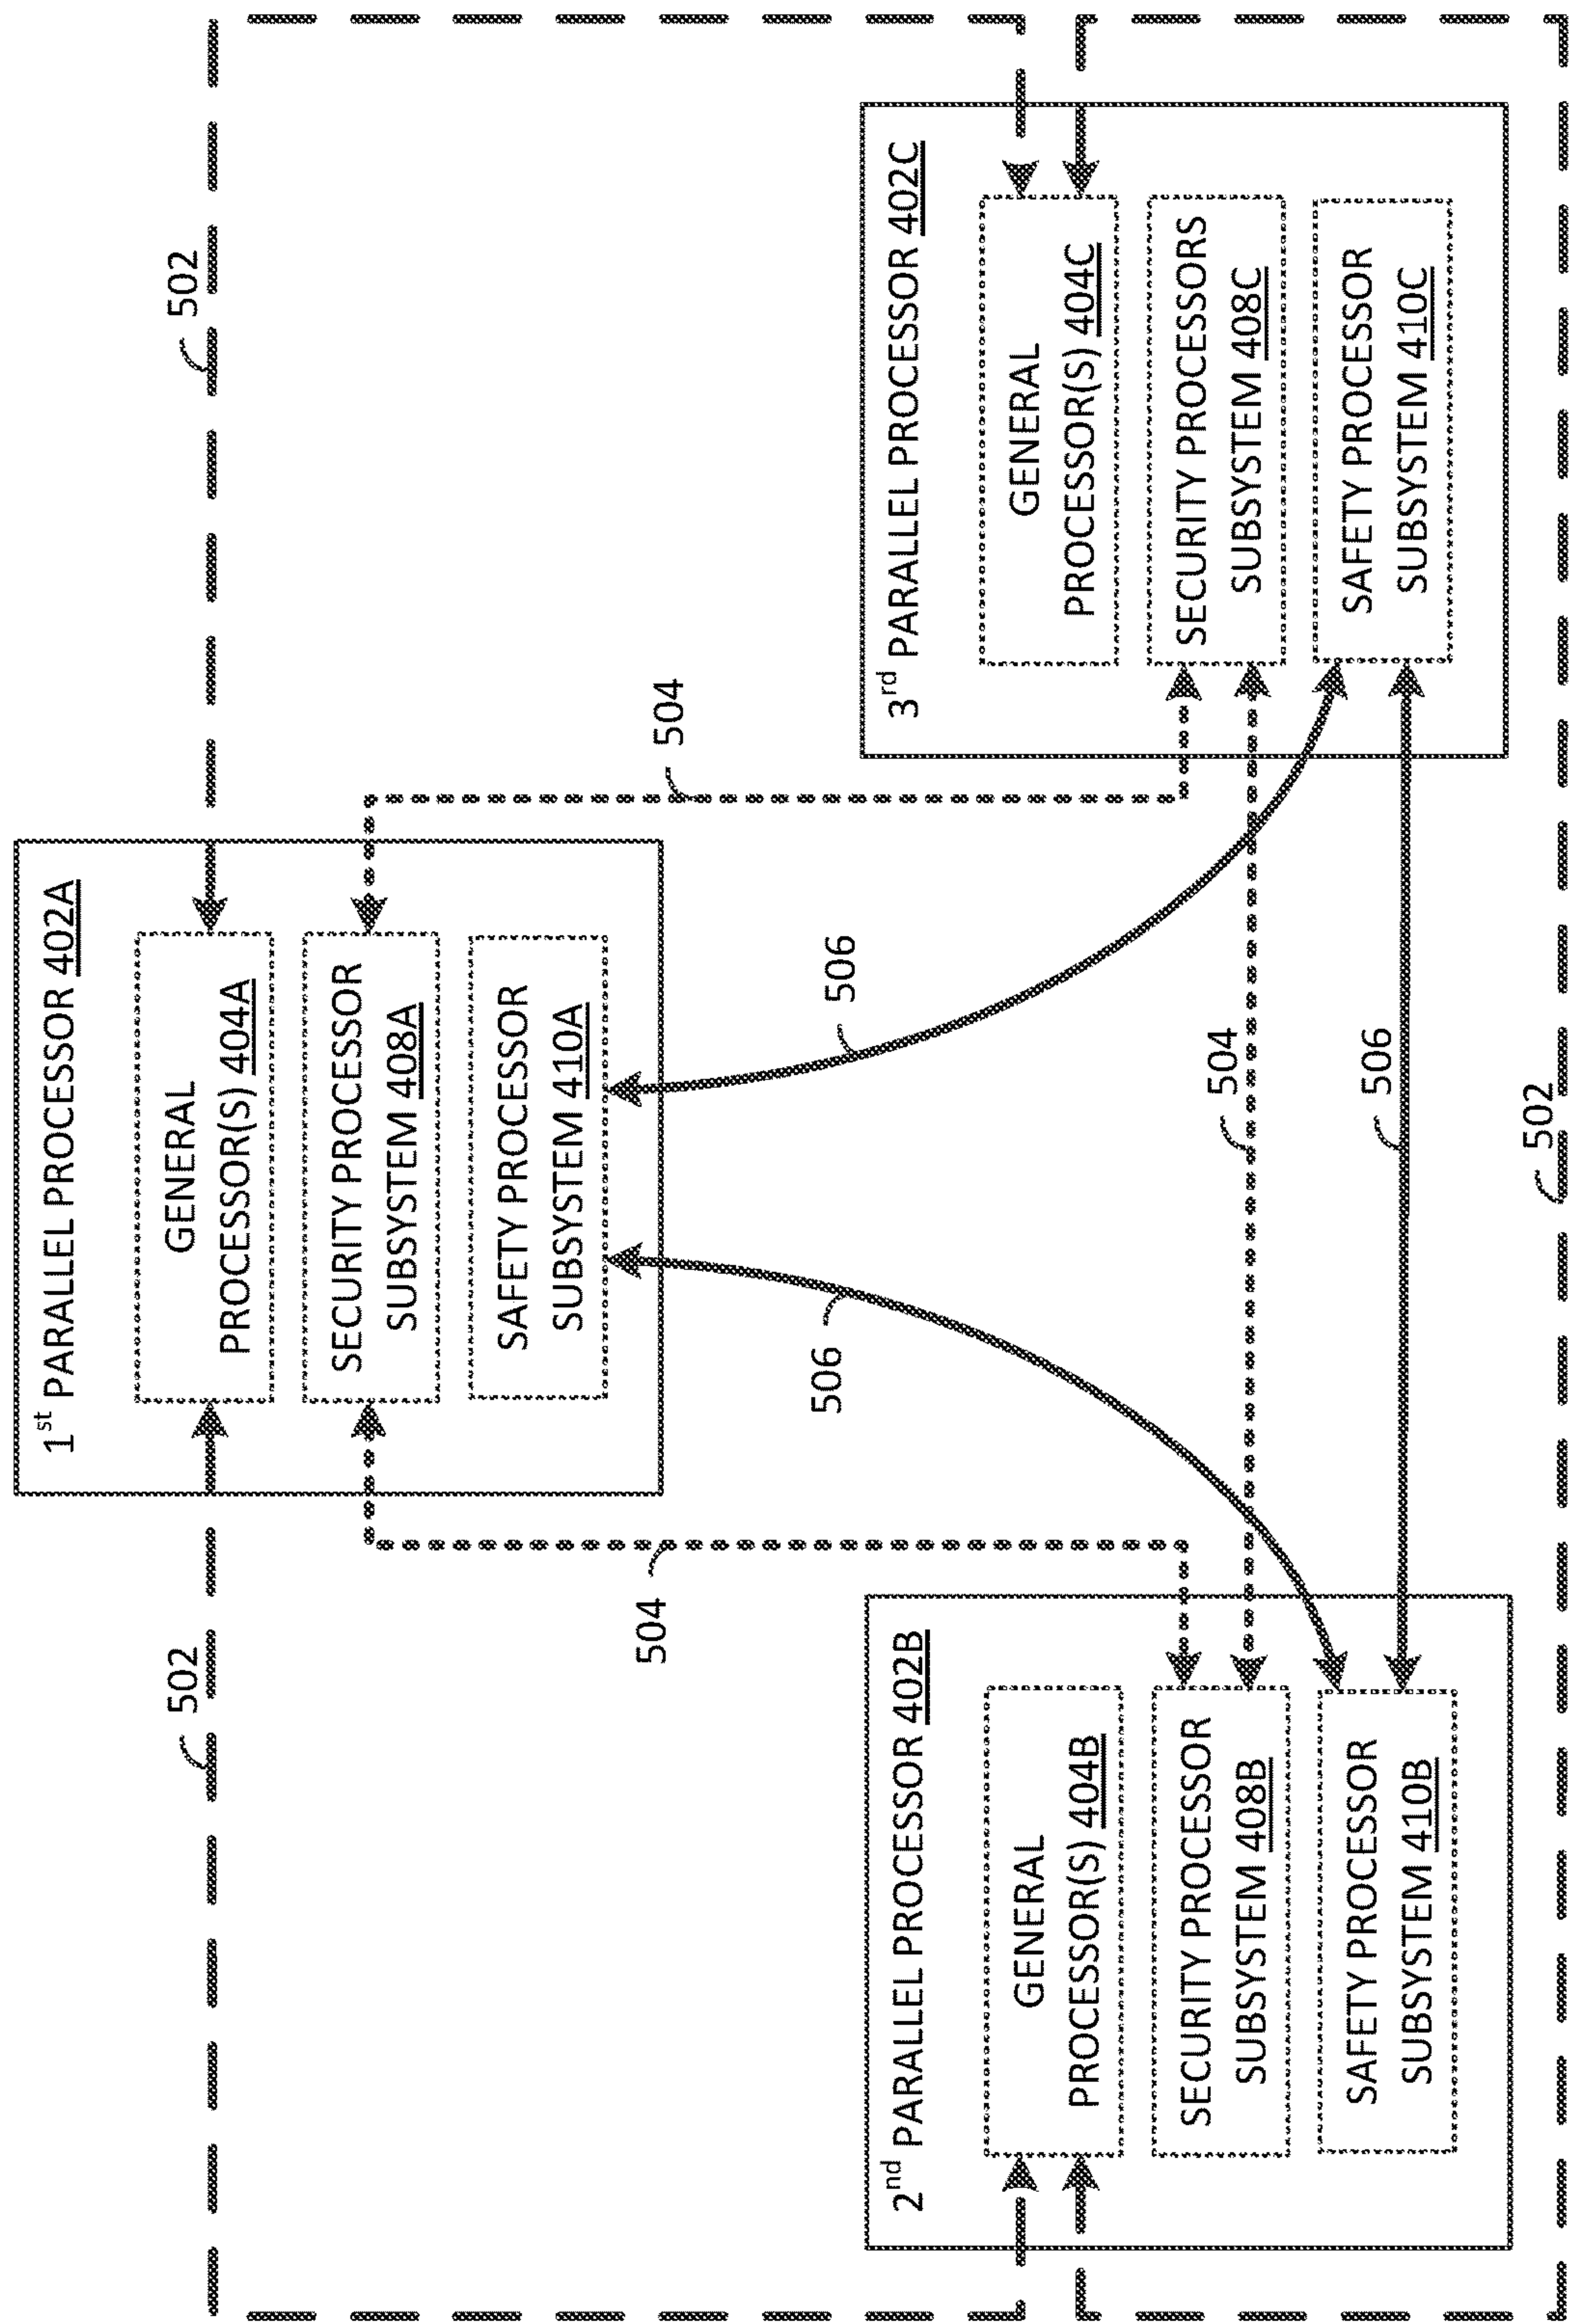 1st PARALLEL PROCESSOR 402A
502
502
GENERAL
PROCESSOR(S) 404A
SECURITY PROCESSOR
SUBSYSTEM 408A
SAFETY PROCESSOR
SUBSYSTEM 410A
504
504
506
506
2nd PARALLEL PROCESSOR 402B
GENERAL
PROCESSOR(S) 404B
SECURITY PROCESSOR
SUBSYSTEM 408B
SAFETY PROCESSOR
SUBSYSTEM 410B
3rd PARALLEL PROCESSOR 402C
GENERAL
PROCESSOR(S) 404C
SECURITY PROCESSORS
SUBSYSTEM 408C
SAFETY PROCESSOR
SUBSYSTEM 410C
504
506
502